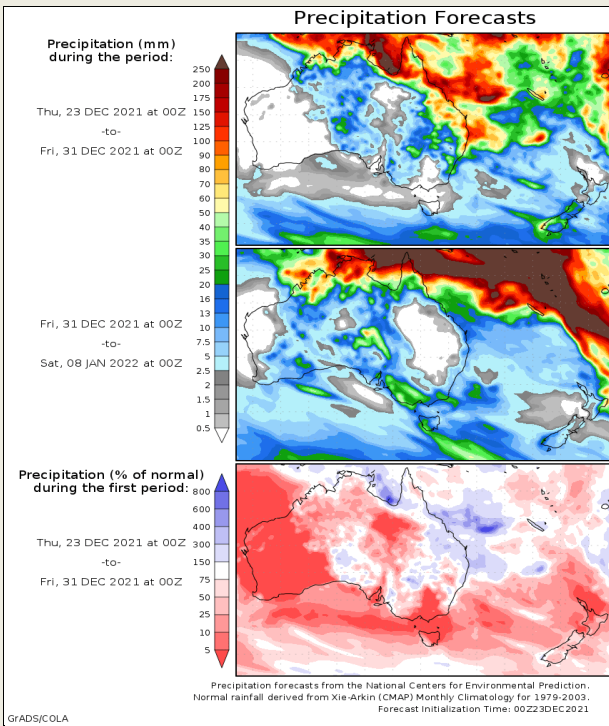 Precipitation Forecasts
Precipitation (mm)
during the period:
Thu, 23 DEC 2021 at 00Z
-to-
Fri, 31 DEC 2021 at 00Z
250
200
175
150
125
100
90
80
70
60
50
40
35
30
25
20
16
13
10
7.5
5
2.5
2
1.5
1
0.5
Fri, 31 DEC 2021 at 00Z
-to-
Sat, 08 JAN 2022 at 00Z
Precipitation (% of normal)
during the first period:
Thu, 23 DEC 2021 at 00Z
-to-
Fri, 31 DEC 2021 at 00Z
800
600
400
300
150
75
50
25
10
5
Precipitation forecasts from the National Centers for Environmental Prediction.
Normal rainfall derived from Xie-Arkin (CMAP) Monthly Climatology for 1979-2003.
Forecast Initialization Time: 00Z23DEC2021
GrADS/COLA